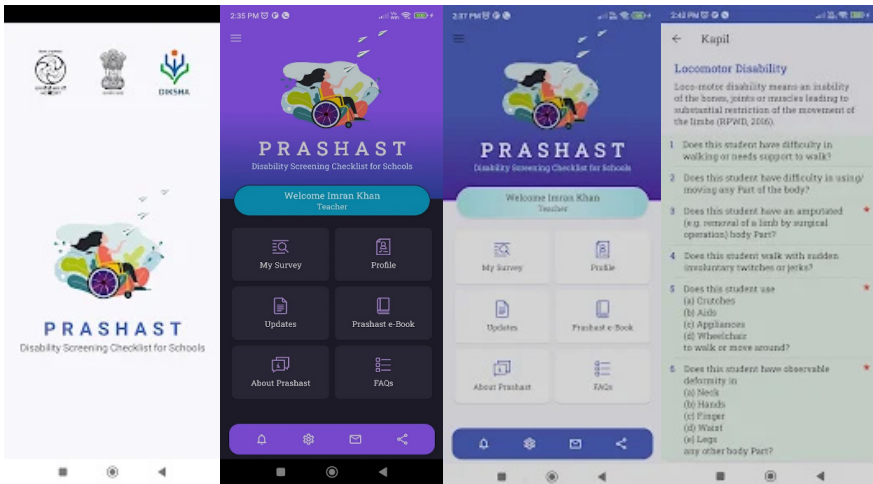 DIKSHA
PRASHAST
Disability Screening Checklist for Schools
2:35 PM
PRASHAST
Disability Screening Checklist for Schools
Welcome Imran Khan
Teacher
My Survey
Profile
Updates
Prashast e-Book
About Prashast
FAQs
2:37 PM
PRASHAST
Disability Screening Checklist for Schools
Welcome Imran Khan
Teacher
My Survey
Profile
Updates
Prashast e-Book
About Prashast
FAQs
2:42 PM
Kapil
Locomotor Disability
Loco-motor disability means an inability
of the bones, joints or muscles leading to
substantial restriction of the movement of
the limbs (RPWD, 2016).
1 Does this student have difficulty in
walking or needs support to walk?
2 Does this student have difficulty in using/
moving any Part of the body?
3 Does this student have an amputated *
(e.g. removal of a limb by surgical
operation) body Part?
4 Does this student walk with sudden
involuntary twitches or jerks?
5 Does this student use *
(a) Crutches
(b) Aids
(c) Appliances
(d) Wheelchair
to walk or move around?
6 Does this student have observable *
deformity in
(a) Neck
(b) Hands
(c) Finger
(d) Waist
(e) Legs
any other body Part?